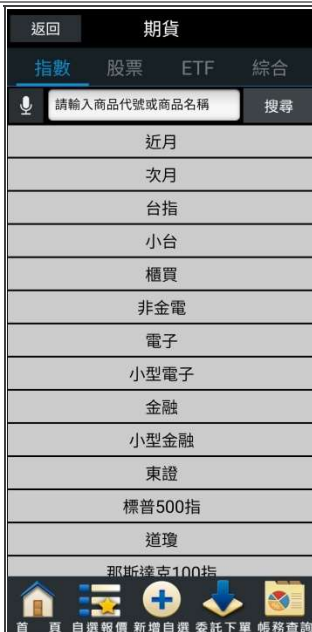 返回 期貨
指數 股票 ETF 綜合
請輸入商品代號或商品名稱 搜尋
近月
次月
台指
小台
櫃買
非金電
電子
小型電子
金融
小型金融
東證
標普500指
道瓊
那斯達克100指
首頁 自選報價 新增自選 委託下單 帳務查詢